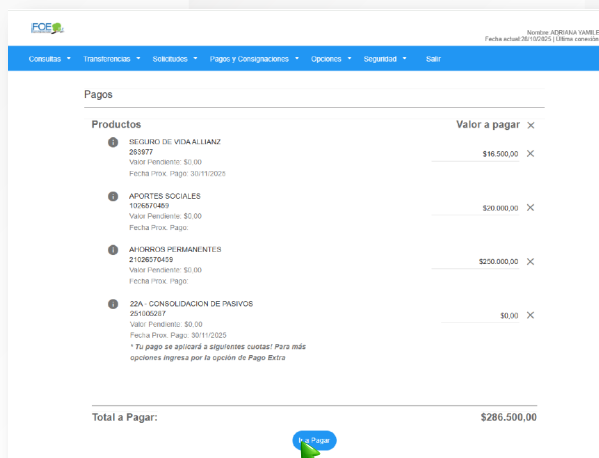 FOE
Nombre ADRIANA YAMILE
Fecha actual 26/10/2025 | Última conexión
Consultas Transferencias Solicitudes Pagos y Consignaciones Opciones Seguridad Salir
Pagos
Productos Valor a pagar ×
SEGURO DE VIDA ALLIANZ
263977
Valor Pendiente: $0,00
Fecha Prox. Pago: 30/11/2025
$16.500,00 ×
APORTES SOCIALES
1026570459
Valor Pendiente: $0,00
Fecha Prox. Pago:
$20.000,00 ×
AHORROS PERMANENTES
21026570459
Valor Pendiente: $0,00
Fecha Prox. Pago:
$250.000,00 ×
22A - CONSOLIDACION DE PASIVOS
251005287
Valor Pendiente: $0,00
Fecha Prox. Pago: 30/11/2025
* Tu pago se aplicará a siguientes cuotas! Para más
opciones ingresa por la opción de Pago Extra
$0,00 ×
Total a Pagar: $286.500,00
Ir a Pagar